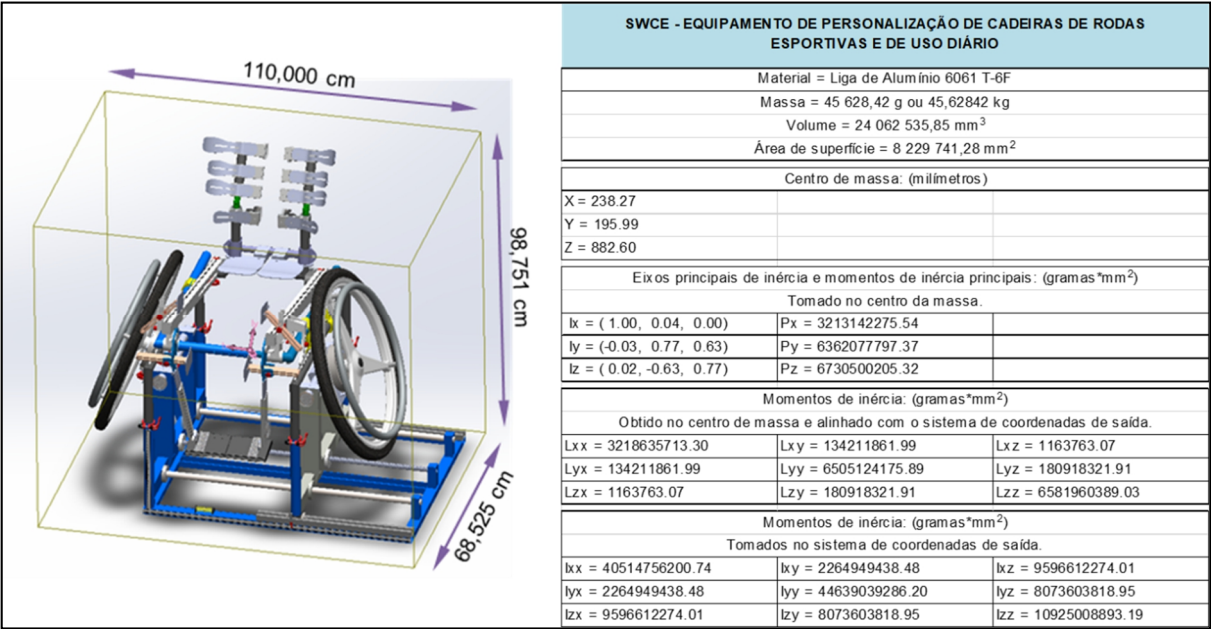 110,000 cm
98,751 cm
68,525 cm
SWCE - EQUIPAMENTO DE PERSONALIZAÇÃO DE CADEIRAS DE RODAS
ESPORTIVAS E DE USO DIÁRIO
Material = Liga de Alumínio 6061 T-6F
Massa = 45 628,42 g ou 45,62842 kg
Volume = 24 062 535,85 mm³
Área de superfície = 8 229 741,28 mm²
Centro de massa: (milímetros)
X = 238.27
Y = 195.99
Z = 882.60
Eixos principais de inércia e momentos de inércia principais: (gramas*mm²)
Tomado no centro da massa.
Ix = ( 1.00, 0.04, 0.00) Px = 3213142275.54
Iy = (-0.03, 0.77, 0.63) Py = 6362077797.37
Iz = ( 0.02, -0.63, 0.77) Pz = 6730500205.32
Momentos de inércia: (gramas*mm²)
Obtido no centro de massa e alinhado com o sistema de coordenadas de saída.
Lxx = 3218635713.30 Lxy = 134211861.99 Lxz = 1163763.07
Lyx = 134211861.99 Lyy = 6505124175.89 Lyz = 180918321.91
Lzx = 1163763.07 Lzy = 180918321.91 Lzz = 6581960389.03
Momentos de inércia: (gramas*mm²)
Tomados no sistema de coordenadas de saída.
Ixx = 40514756200.74 Ixy = 2264949438.48 Ixz = 9596612274.01
Iyx = 2264949438.48 Iyy = 44639039286.20 Iyz = 8073603818.95
Izx = 9596612274.01 Izy = 8073603818.95 Izz = 10925008893.19